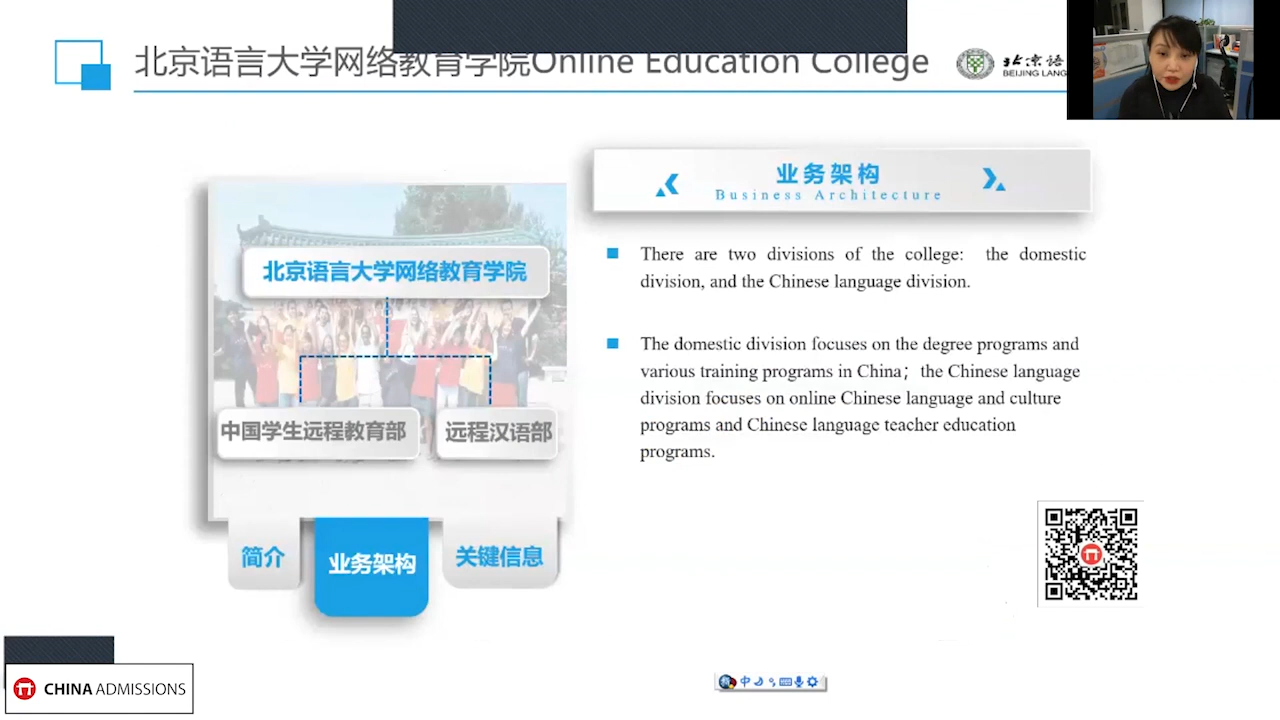 北京语言大学网络教育学院Online Education College
北京语
BEIJING LANG
业务架构
Business Architecture
There are two divisions of the college: the domestic
division, and the Chinese language division.
The domestic division focuses on the degree programs and
various training programs in China；the Chinese language
division focuses on online Chinese language and culture
programs and Chinese language teacher education
programs.
北京语言大学网络教育学院
中国学生远程教育部
远程汉语部
简介
业务架构
关键信息
CHINA ADMISSIONS
中